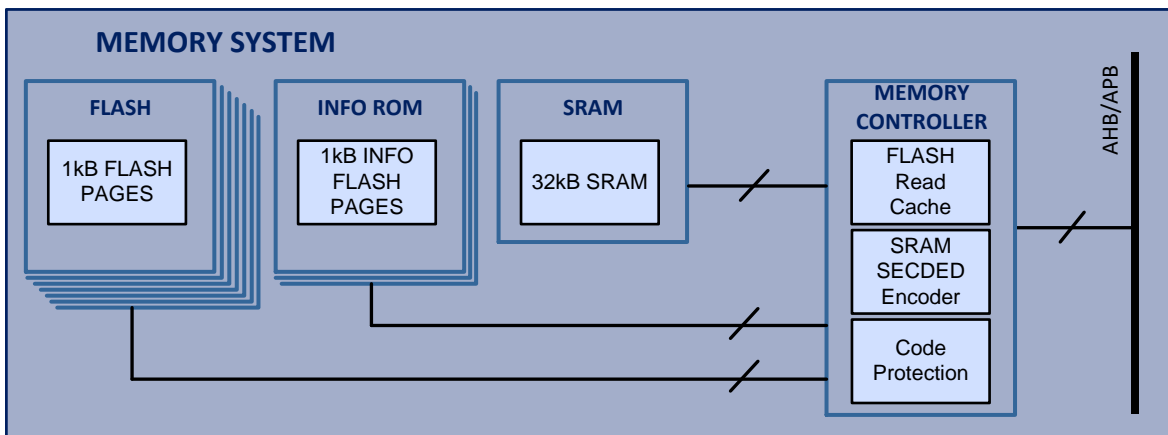 MEMORY SYSTEM
FLASH
1kB FLASH
PAGES
INFO ROM
1kB INFO
FLASH
PAGES
SRAM
32kB SRAM
MEMORY
CONTROLLER
FLASH
Read
Cache
SRAM
SECDED
Encoder
Code
Protection
AHB/APB